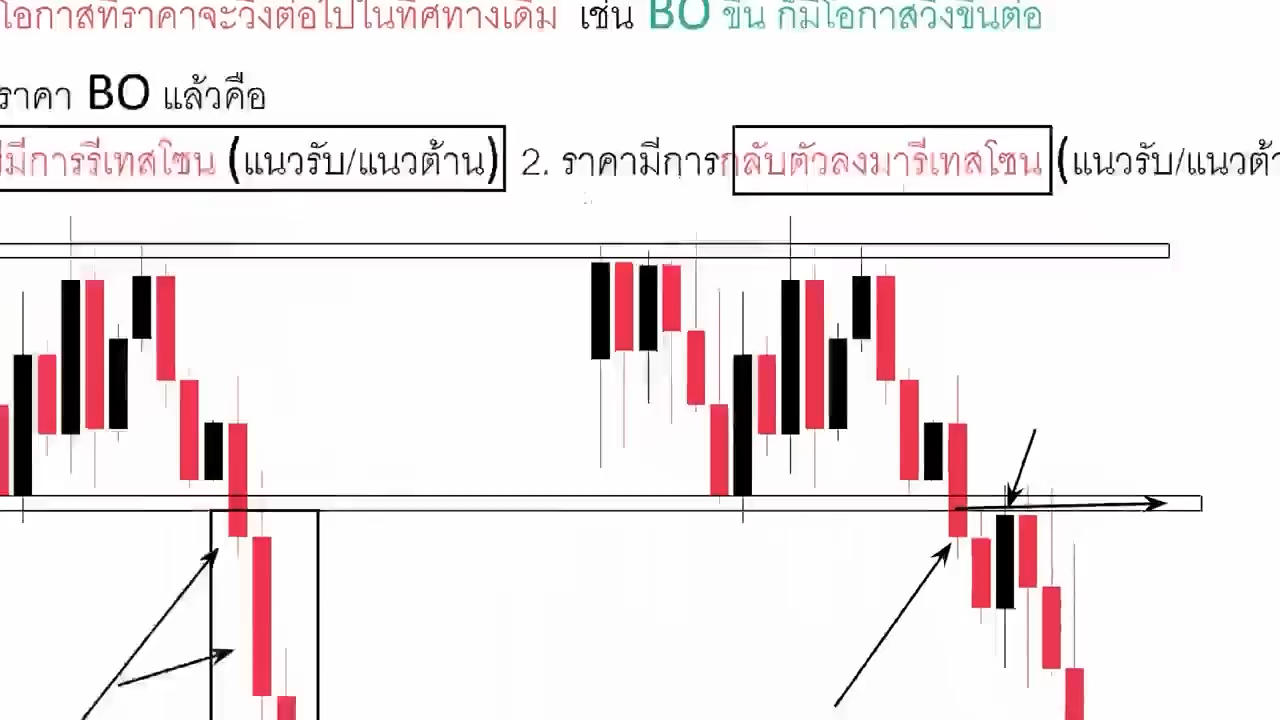 โอกาสที่ราคาจะวิ่งต่อไปในทิศทางเดิม เช่น BO ขึ้น ก็มีโอกาสวิ่งขึ้นต่อ
ราคา BO แล้วคือ
มีการรีเทสโซน (แนวรับ/แนวต้าน) 2. ราคามีการกลับตัวลงมารีเทสโซน (แนวรับ/แนวต้า